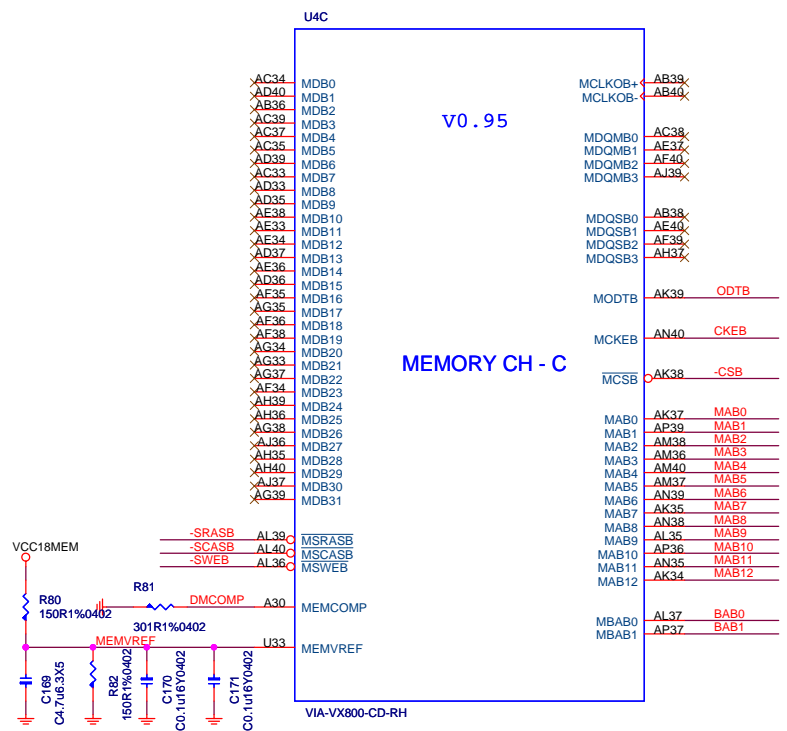 U4C
V0.95
MEMORY CH - C
AC34 MDB0
AD40 MDB1
AB36 MDB2
AC39 MDB3
AC37 MDB4
AC35 MDB5
AD39 MDB6
AC33 MDB7
AD33 MDB8
AD35 MDB9
AE38 MDB10
AE33 MDB11
AE34 MDB12
AD37 MDB13
AE36 MDB14
AD36 MDB15
AF35 MDB16
AG35 MDB17
AF36 MDB18
AF38 MDB19
AG34 MDB20
AG33 MDB21
AG37 MDB22
AF34 MDB23
AH39 MDB24
AH36 MDB25
AG38 MDB26
AJ36 MDB27
AH35 MDB28
AH40 MDB29
AJ37 MDB30
AG39 MDB31
-SRASB AL39 MSRASB
-SCASB AL40 MSCASB
-SWEB AL36 MSWEB
DMCOMP A30 MEMCOMP
MEMVREF U33 MEMVREF
MCLKOB+ AB39
MCLKOB- AB40
MDQMB0 AC38
MDQMB1 AE37
MDQMB2 AF40
MDQMB3 AJ39
MDQSB0 AB38
MDQSB1 AE40
MDQSB2 AF39
MDQSB3 AH37
MODTB AK39 ODTB
MCKEB AN40 CKEB
MCSB AK38 -CSB
MAB0 AK37 MAB0
MAB1 AP39 MAB1
MAB2 AM38 MAB2
MAB3 AM36 MAB3
MAB4 AM40 MAB4
MAB5 AM37 MAB5
MAB6 AN39 MAB6
MAB7 AK35 MAB7
MAB8 AN38 MAB8
MAB9 AL35 MAB9
MAB10 AP36 MAB10
MAB11 AN35 MAB11
MAB12 AK34 MAB12
MBAB0 AL37 BAB0
MBAB1 AP37 BAB1
VCC18MEM
R80
150R1%0402
R81
301R1%0402
C169
C4.7u6.3X5
R82
150R1%0402
C170
C0.1u16Y0402
C171
C0.1u16Y0402
VIA-VX800-CD-RH